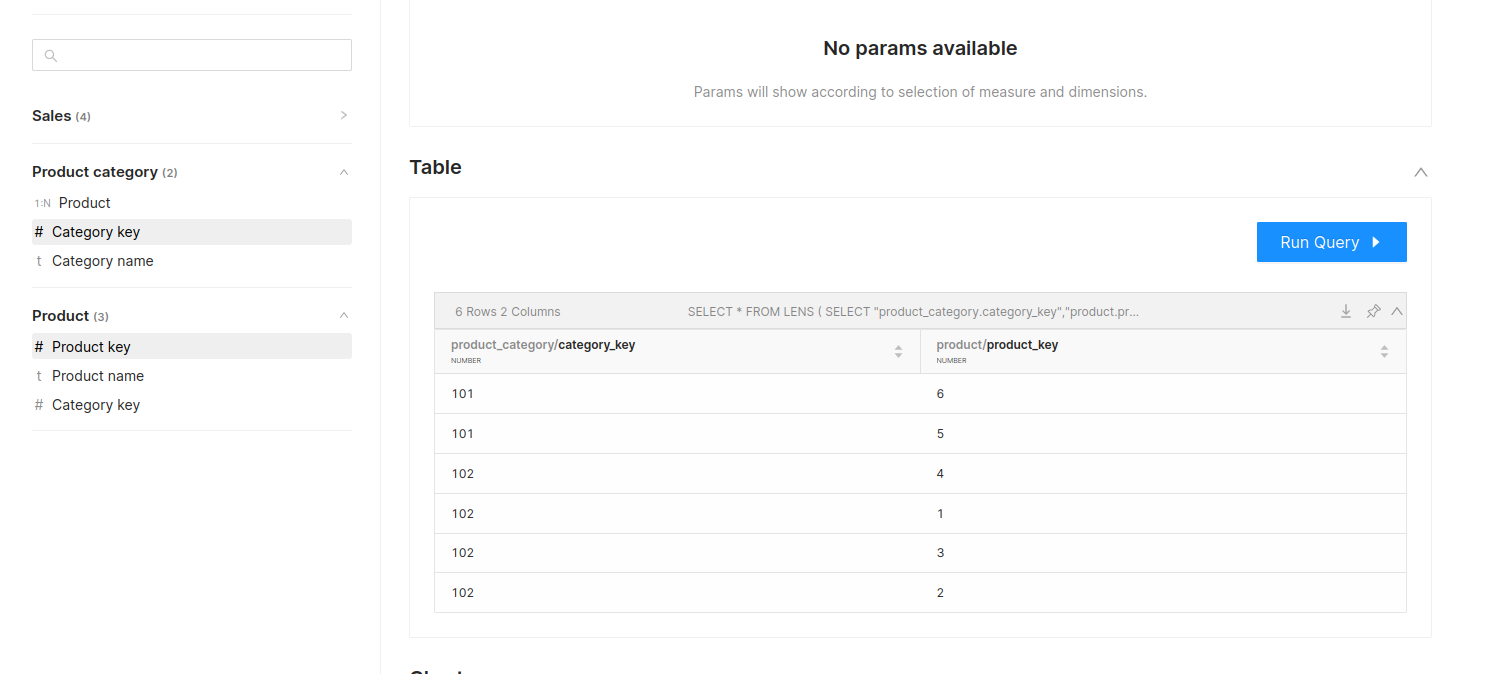 Sales (4)
Product category (2)
1:N Product
# Category key
t Category name
Product (3)
# Product key
t Product name
# Category key
No params available
Params will show according to selection of measure and dimensions.
Table
Run Query
6 Rows 2 Columns SELECT * FROM LENS ( SELECT "product_category.category_key","product.pr...
product_category/category_key product/product_key
NUMBER NUMBER
101 6
101 5
102 4
102 1
102 3
102 2